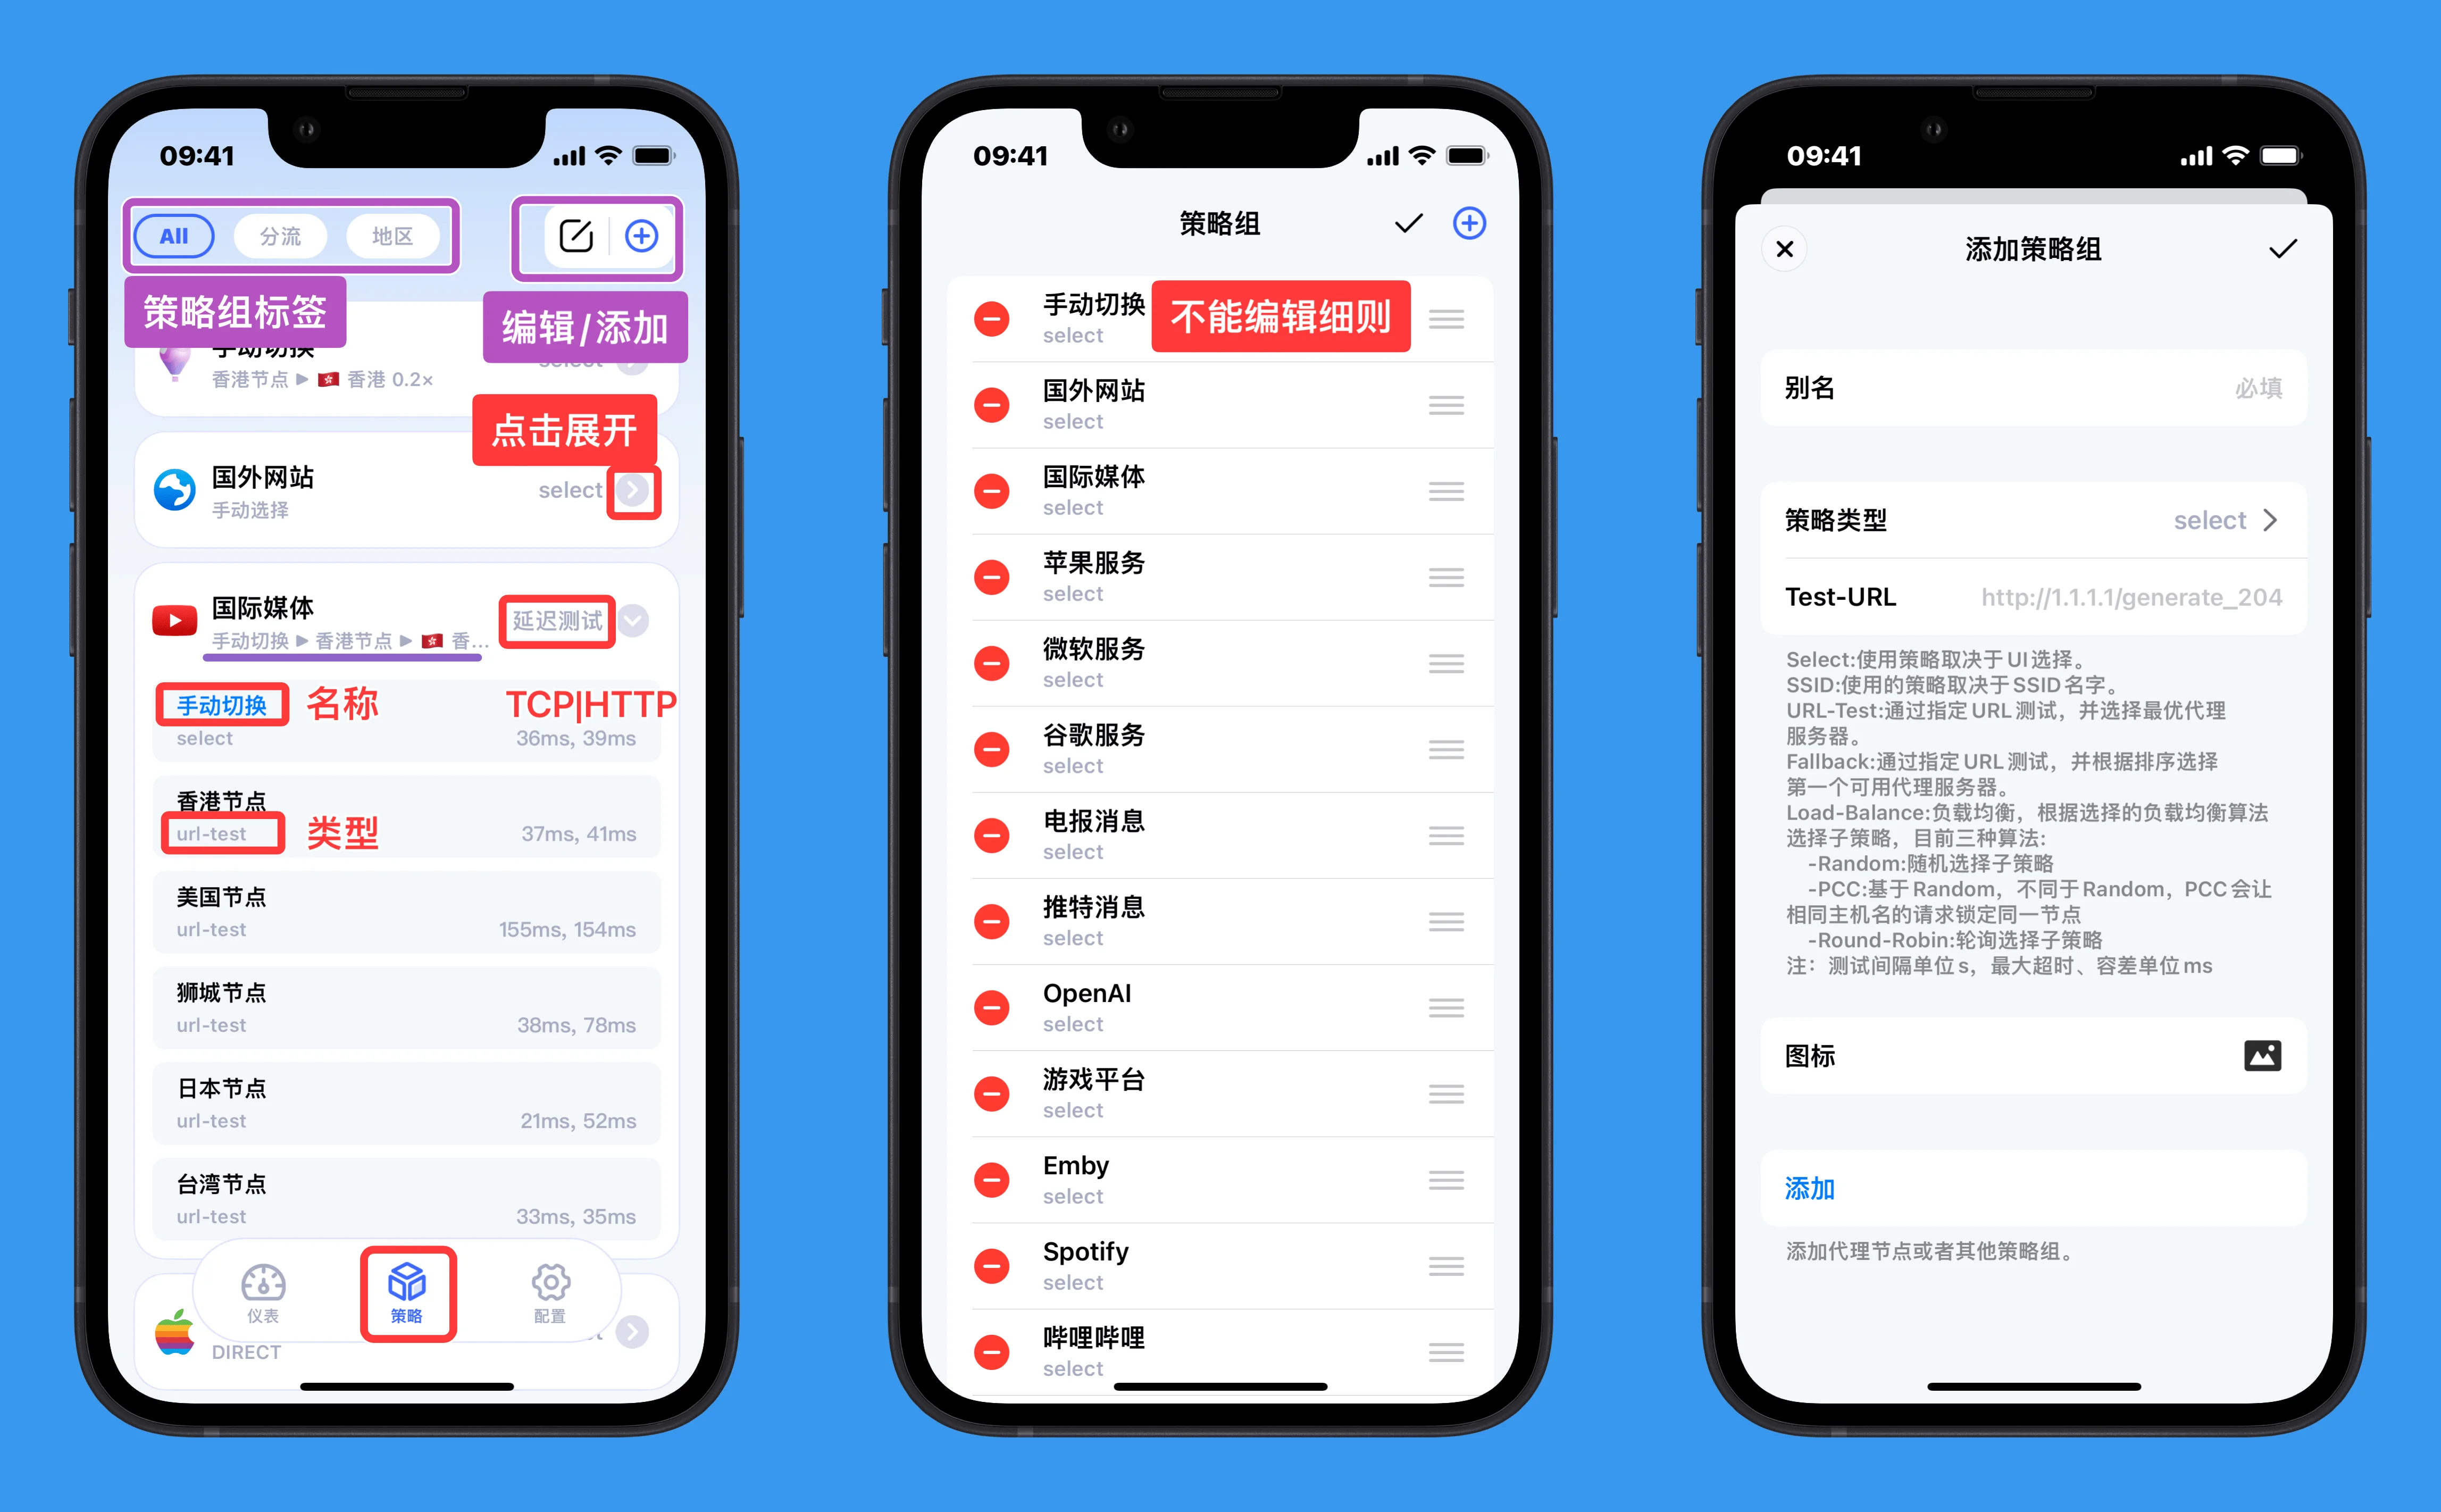 09:41
All
分流
地区
策略组标签
编辑/添加
手动切换
select
香港节点 ▶ 🇭🇰 香港 0.2×
点击展开
国外网站
select
手动选择
国际媒体
延迟测试
手动切换 ▶ 香港节点 ▶ 🇭🇰 香...
手动切换
名称
TCP|HTTP
select
36ms, 39ms
香港节点
url-test
类型
37ms, 41ms
美国节点
url-test
155ms, 154ms
狮城节点
url-test
38ms, 78ms
日本节点
url-test
21ms, 52ms
台湾节点
url-test
33ms, 35ms
仪表
策略
配置
DIRECT
09:41
策略组
手动切换
不能编辑细则
select
国外网站
select
国际媒体
select
苹果服务
select
微软服务
select
谷歌服务
select
电报消息
select
推特消息
select
OpenAI
select
游戏平台
select
Emby
select
Spotify
select
哔哩哔哩
select
09:41
添加策略组
别名
必填
策略类型
select
Test-URL
http://1.1.1.1/generate_204
Select:使用策略取决于UI选择。
SSID:使用的策略取决于SSID名字。
URL-Test:通过指定URL测试，并选择最优代理
服务器。
Fallback:通过指定URL测试，并根据排序选择
第一个可用代理服务器。
Load-Balance:负载均衡，根据选择的负载均衡算法
选择子策略，目前三种算法:
-Random:随机选择子策略
-PCC:基于Random，不同于Random，PCC会让
相同主机名的请求锁定同一节点
-Round-Robin:轮询选择子策略
注：测试间隔单位s，最大超时、容差单位ms
图标
添加
添加代理节点或者其他策略组。